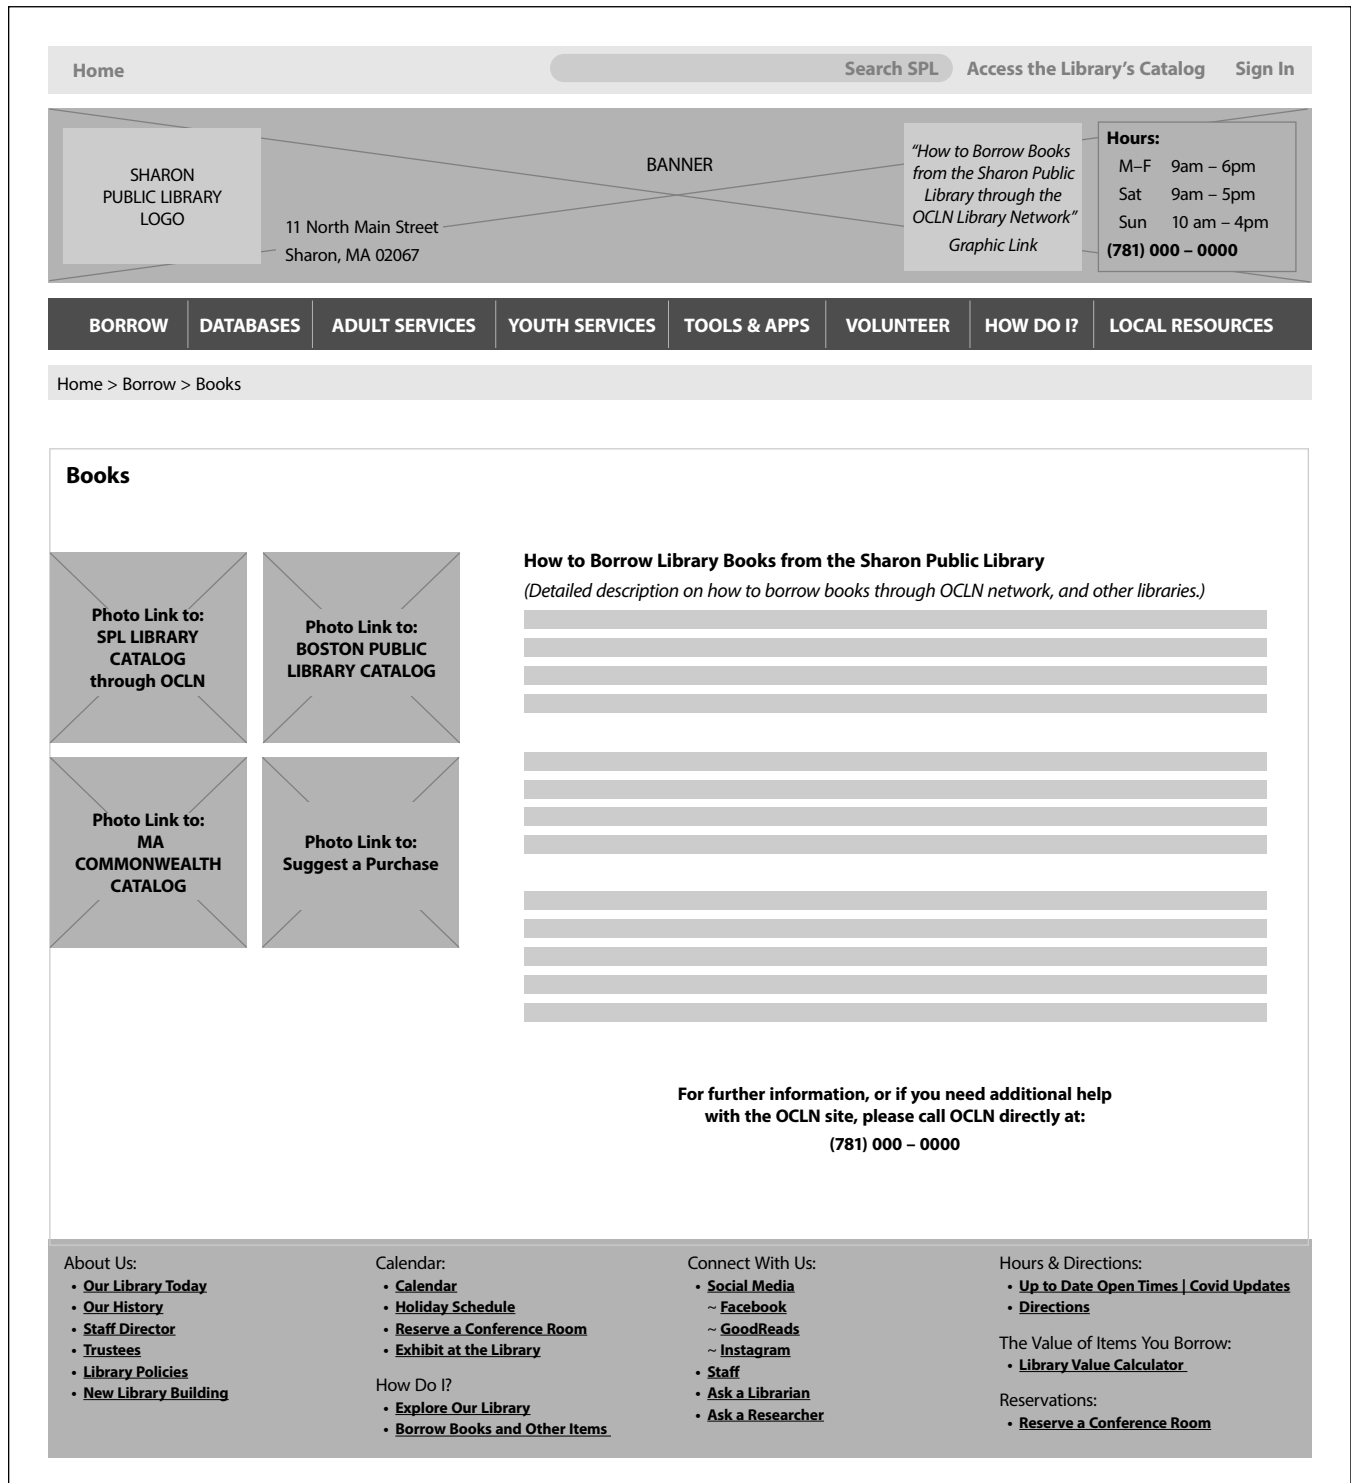 Home
Search SPL
Access the Library’s Catalog
Sign In
SHARON
PUBLIC LIBRARY
LOGO
11 North Main Street
Sharon, MA 02067
BANNER
“How to Borrow Books
from the Sharon Public
Library through the
OCLN Library Network”
Graphic Link
Hours:
M–F 9am – 6pm
Sat 9am – 5pm
Sun 10 am – 4pm
(781) 000 – 0000
BORROW
DATABASES
ADULT SERVICES
YOUTH SERVICES
TOOLS & APPS
VOLUNTEER
HOW DO I?
LOCAL RESOURCES
Home > Borrow > Books
Books
Photo Link to:
SPL LIBRARY
CATALOG
through OCLN
Photo Link to:
BOSTON PUBLIC
LIBRARY CATALOG
Photo Link to:
MA
COMMONWEALTH
CATALOG
Photo Link to:
Suggest a Purchase
How to Borrow Library Books from the Sharon Public Library
(Detailed description on how to borrow books through OCLN network, and other libraries.)
For further information, or if you need additional help
with the OCLN site, please call OCLN directly at:
(781) 000 – 0000
About Us:
• Our Library Today
• Our History
• Staff Director
• Trustees
• Library Policies
• New Library Building
Calendar:
• Calendar
• Holiday Schedule
• Reserve a Conference Room
• Exhibit at the Library
How Do I?
• Explore Our Library
• Borrow Books and Other Items
Connect With Us:
• Social Media
~ Facebook
~ GoodReads
~ Instagram
• Staff
• Ask a Librarian
• Ask a Researcher
Hours & Directions:
• Up to Date Open Times | Covid Updates
• Directions
The Value of Items You Borrow:
• Library Value Calculator
Reservations:
• Reserve a Conference Room